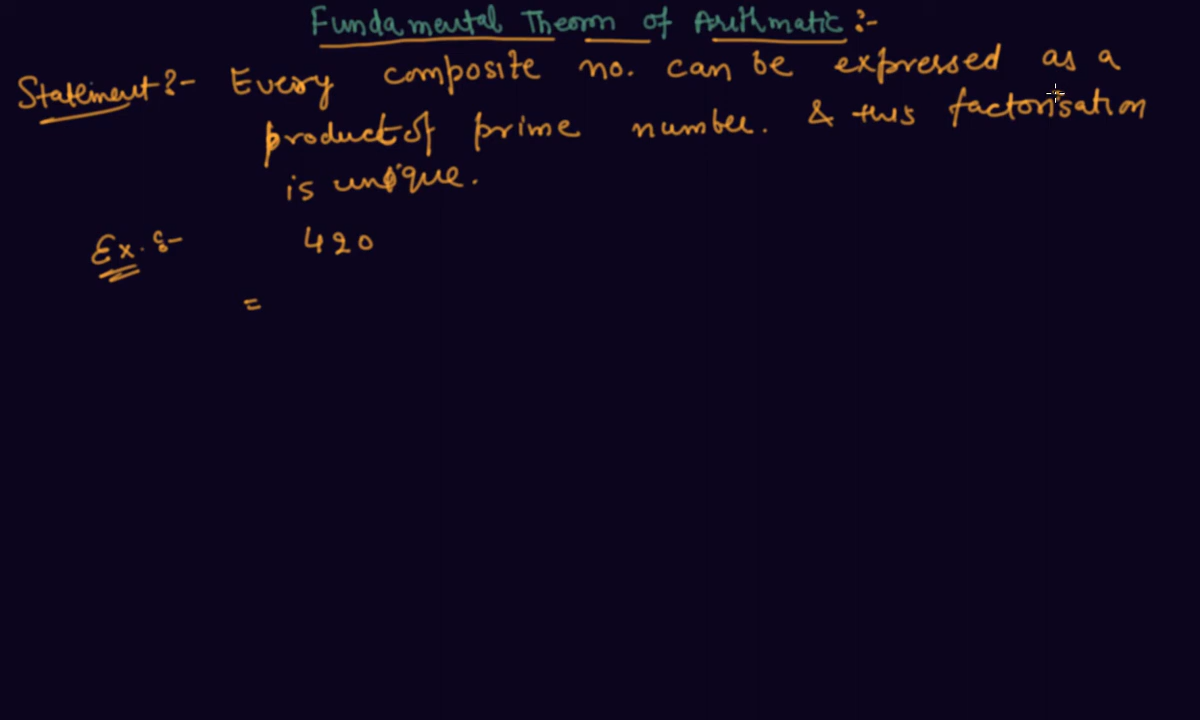 Fundamental Theorm of Arithmatic :-
Statement :- Every composite no. can be expressed as a
product of prime number. & this factorisation
is unique.
Ex. :- 420
=